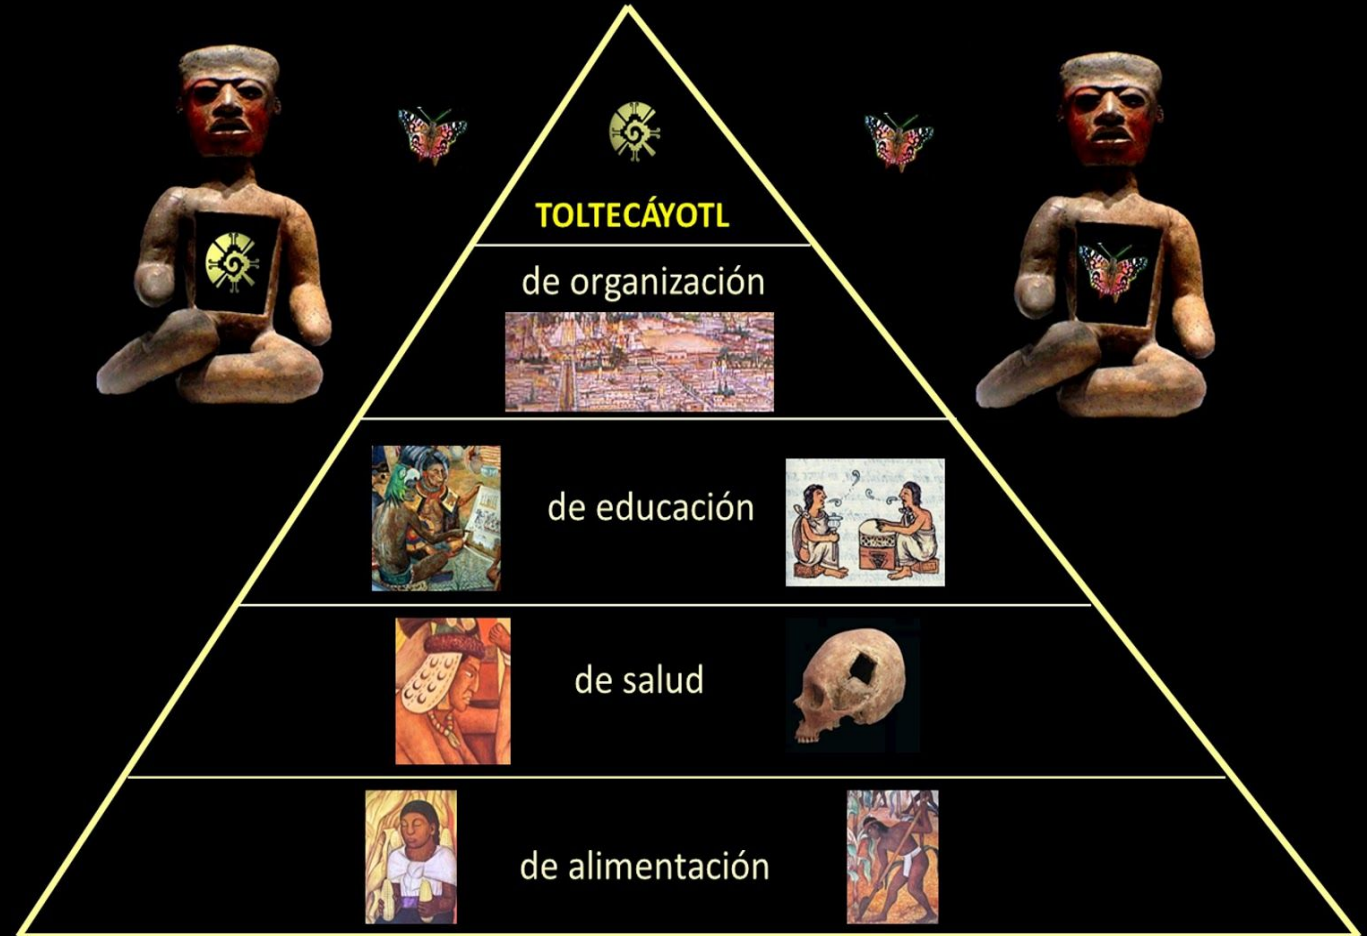 TOLTECÁYOTL
de organización
de educación
de salud
de alimentación